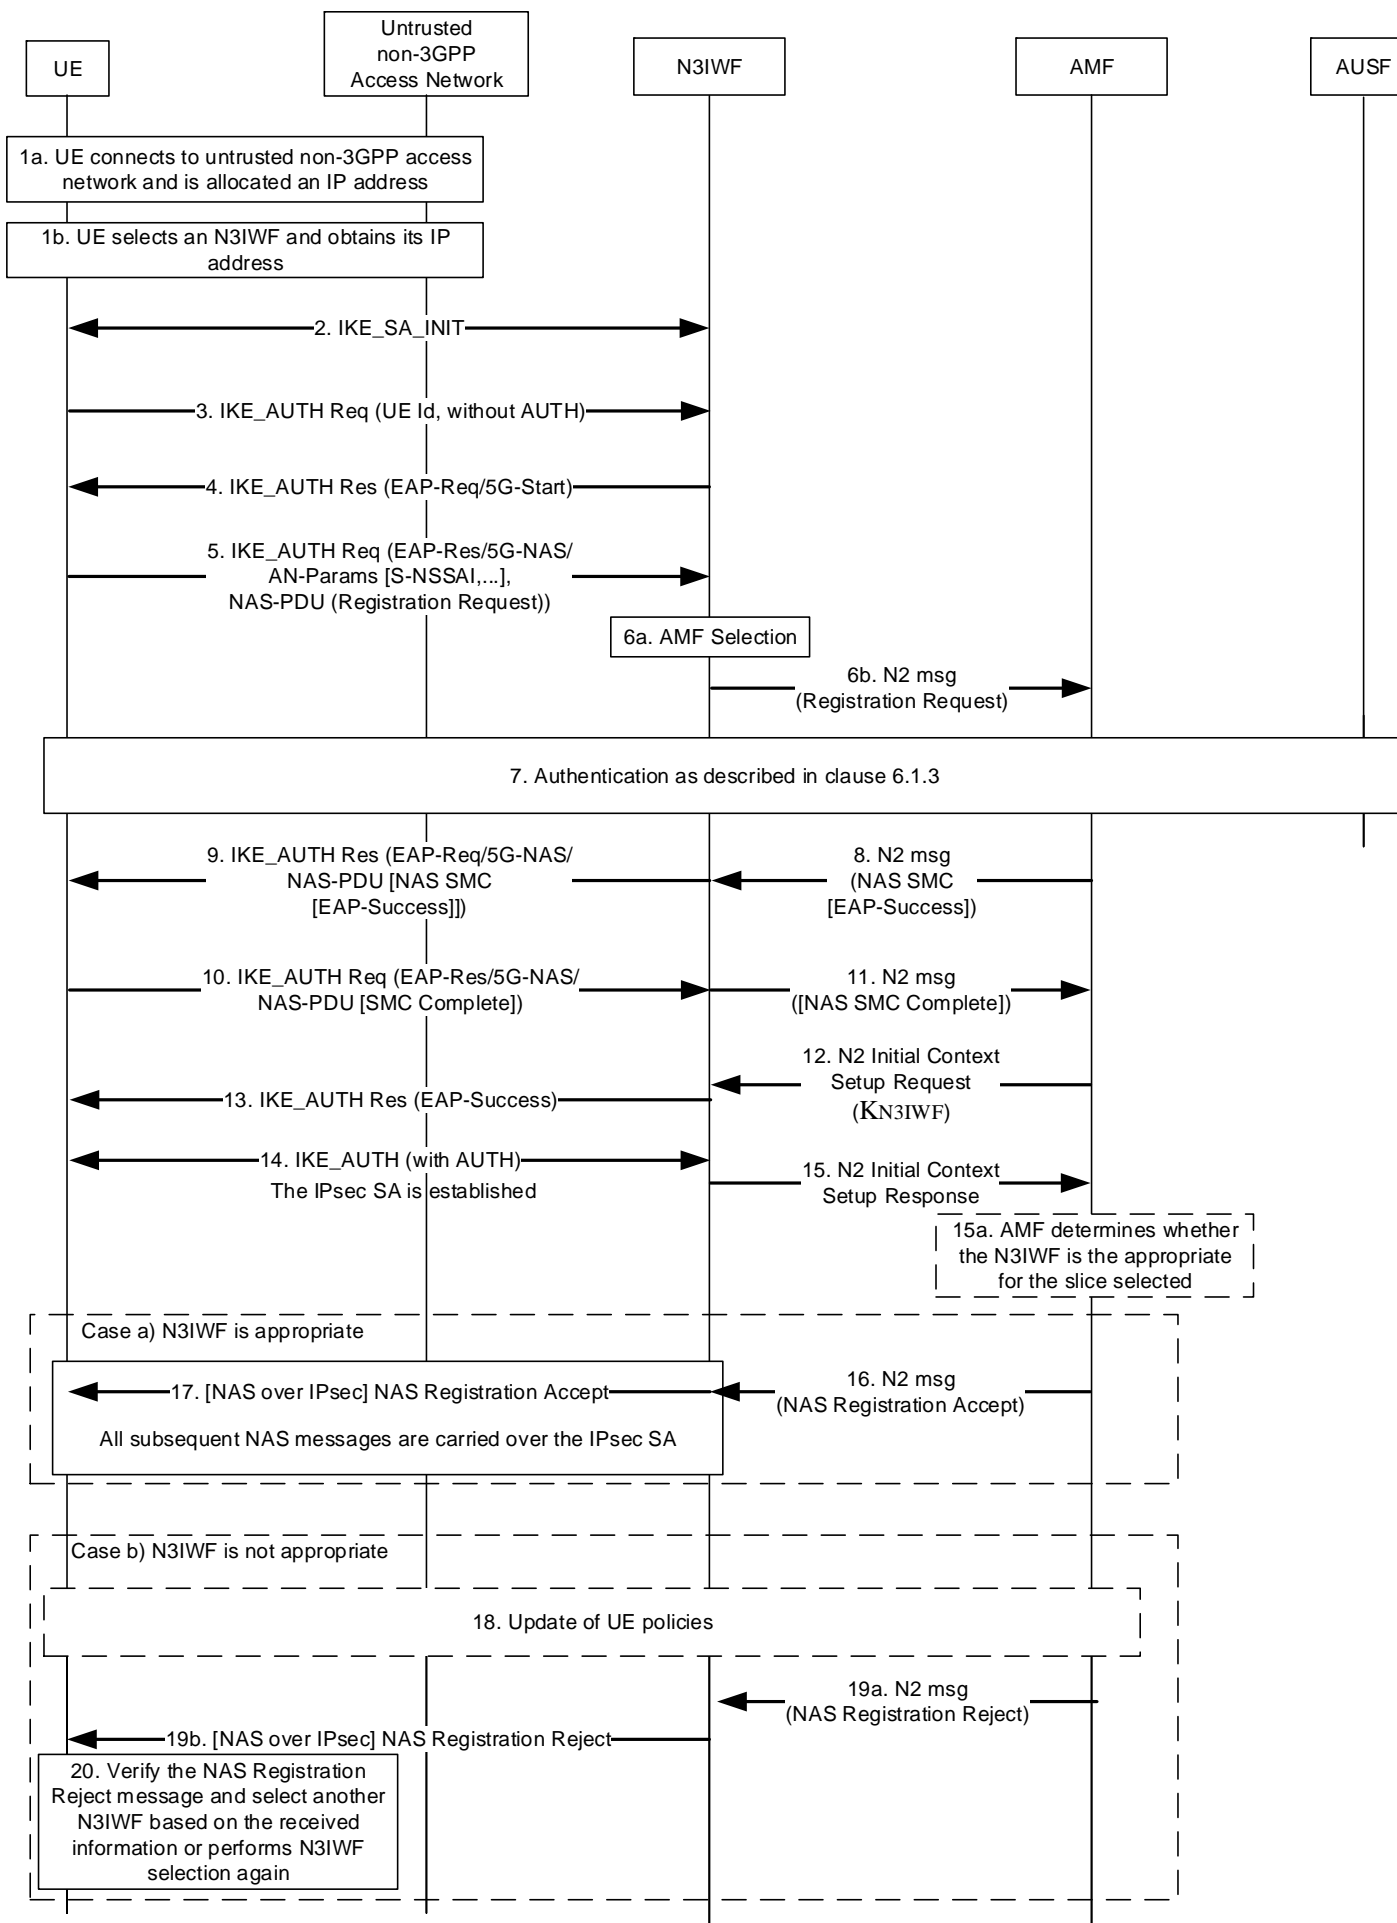 UE
Untrusted
non-3GPP
Access Network
N3IWF
AMF
AUSF
1a. UE connects to untrusted non-3GPP access
network and is allocated an IP address
1b. UE selects an N3IWF and obtains its IP
address
2. IKE_SA_INIT
3. IKE_AUTH Req (UE Id, without AUTH)
4. IKE_AUTH Res (EAP-Req/5G-Start)
5. IKE_AUTH Req (EAP-Res/5G-NAS/
AN-Params [S-NSSAI,...],
NAS-PDU (Registration Request))
6a. AMF Selection
6b. N2 msg
(Registration Request)
7. Authentication as described in clause 6.1.3
9. IKE_AUTH Res (EAP-Req/5G-NAS/
NAS-PDU [NAS SMC
[EAP-Success]])
8. N2 msg
(NAS SMC
[EAP-Success])
10. IKE_AUTH Req (EAP-Res/5G-NAS/
NAS-PDU [SMC Complete])
11. N2 msg
([NAS SMC Complete])
12. N2 Initial Context
Setup Request
(KN3IWF)
13. IKE_AUTH Res (EAP-Success)
14. IKE_AUTH (with AUTH)
The IPsec SA is established
15. N2 Initial Context
Setup Response
15a. AMF determines whether
the N3IWF is the appropriate
for the slice selected
Case a) N3IWF is appropriate
17. [NAS over IPsec] NAS Registration Accept
16. N2 msg
(NAS Registration Accept)
All subsequent NAS messages are carried over the IPsec SA
Case b) N3IWF is not appropriate
18. Update of UE policies
19a. N2 msg
(NAS Registration Reject)
19b. [NAS over IPsec] NAS Registration Reject
20. Verify the NAS Registration
Reject message and select another
N3IWF based on the received
information or performs N3IWF
selection again